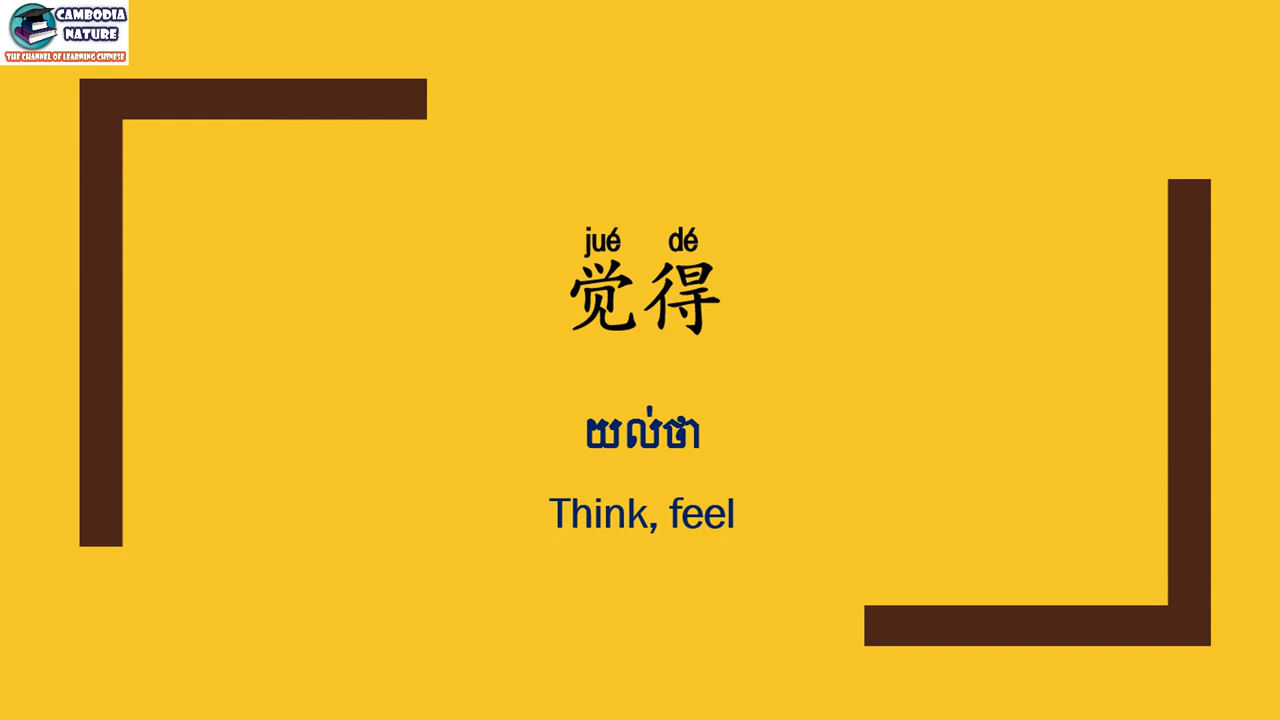 CAMBODIA
NATURE
THE CHANNEL OF LEARNING CHINESE
jué dé
觉得
យល់ថា
Think, feel